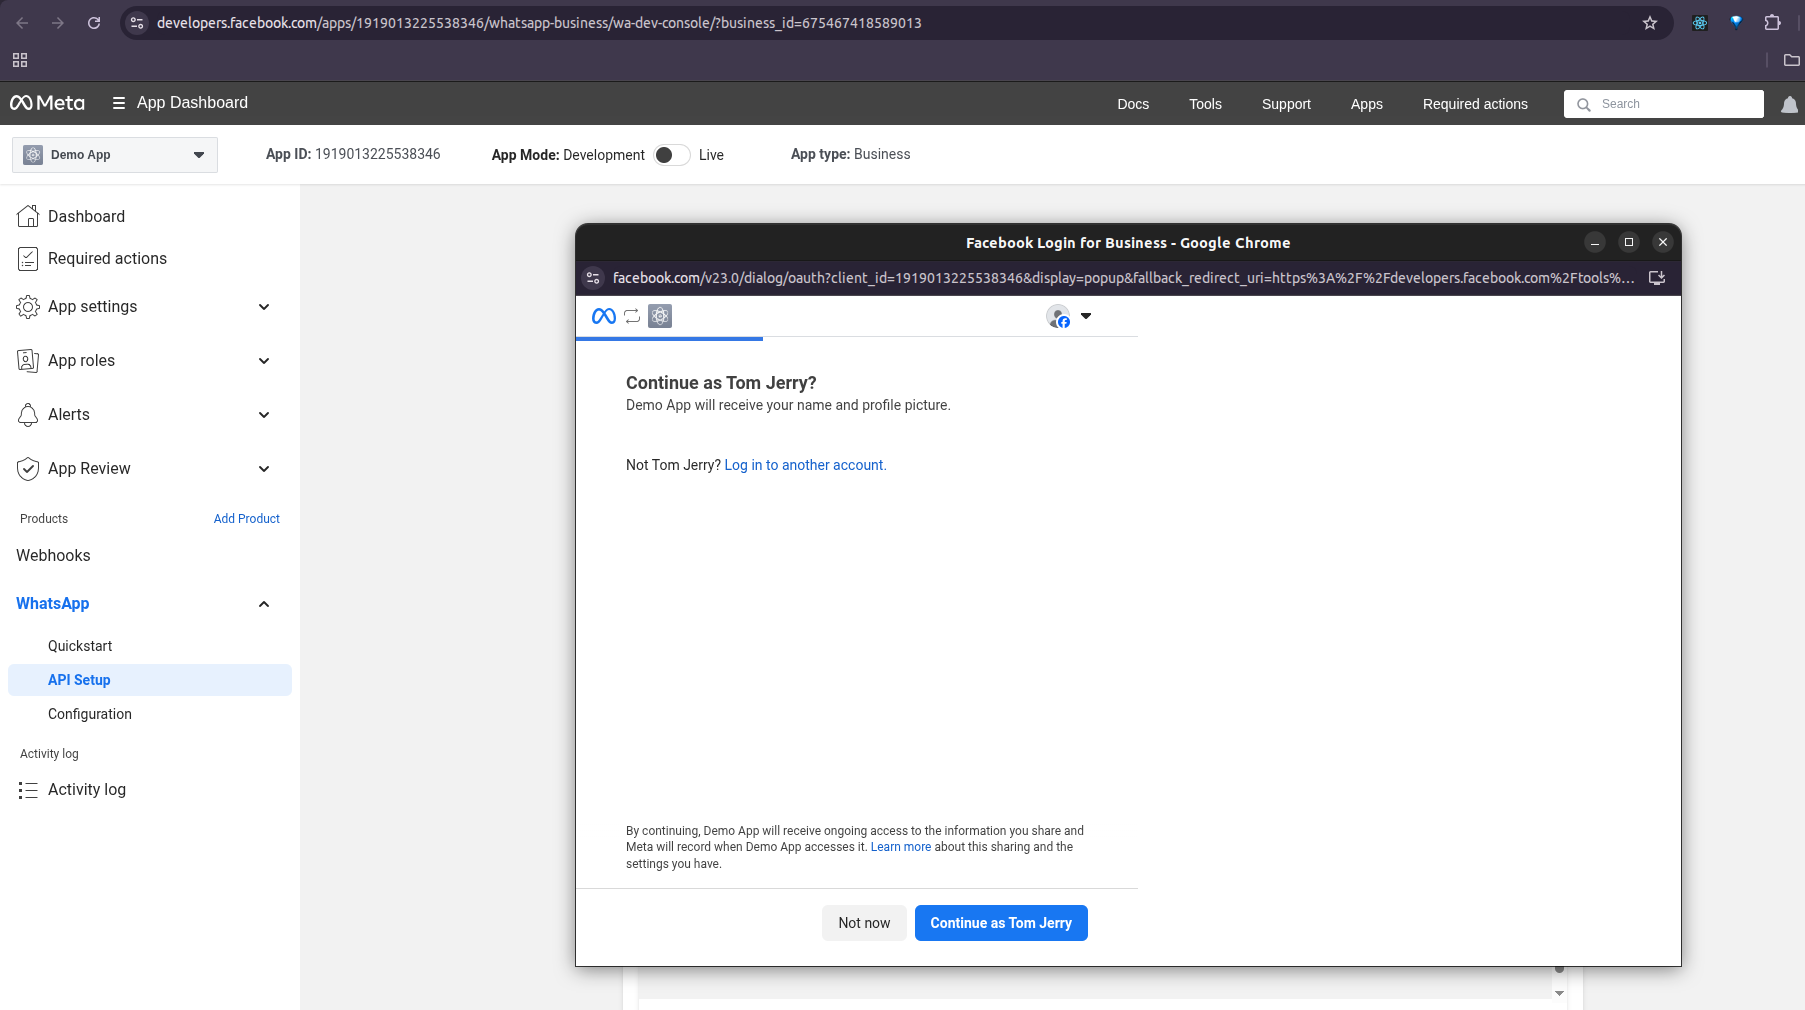 developers.facebook.com/apps/1919013225538346/whatsapp-business/wa-dev-console/?business_id=675467418589013
Meta
App Dashboard
Docs
Tools
Support
Apps
Required actions
Search
Demo App
App ID: 1919013225538346
App Mode: Development
Live
App type: Business
Dashboard
Required actions
App settings
App roles
Alerts
App Review
Products
Add Product
Webhooks
WhatsApp
Quickstart
API Setup
Configuration
Activity log
Activity log
Facebook Login for Business - Google Chrome
facebook.com/v23.0/dialog/oauth?client_id=1919013225538346&display=popup&fallback_redirect_uri=https%3A%2F%2Fdevelopers.facebook.com%2Ftools%...
Continue as Tom Jerry?
Demo App will receive your name and profile picture.
Not Tom Jerry? Log in to another account.
By continuing, Demo App will receive ongoing access to the information you share and
Meta will record when Demo App accesses it. Learn more about this sharing and the
settings you have.
Not now
Continue as Tom Jerry